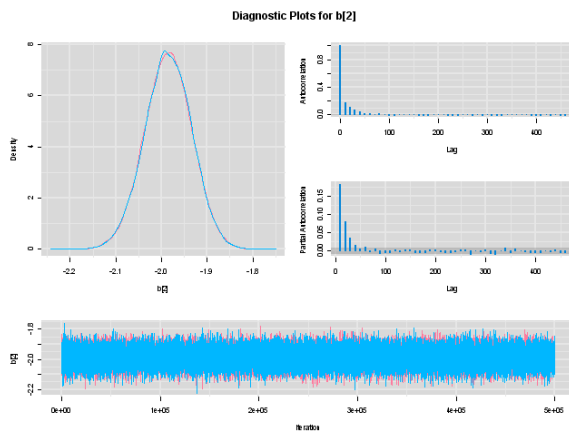 Diagnostic Plots for b[2]
Density
0 2 4 6 8
-2.2 -2.1 -2.0 -1.9 -1.8
b[2]
Autocorrelation
0.0 0.4 0.8
0 100 200 300 400
Lag
Partial Autocorrelation
0.00 0.05 0.10 0.15
0 100 200 300 400
Lag
b[2]
-2.2 -2.0 -1.8
0e+00 1e+05 2e+05 3e+05 4e+05 5e+05
Iteration